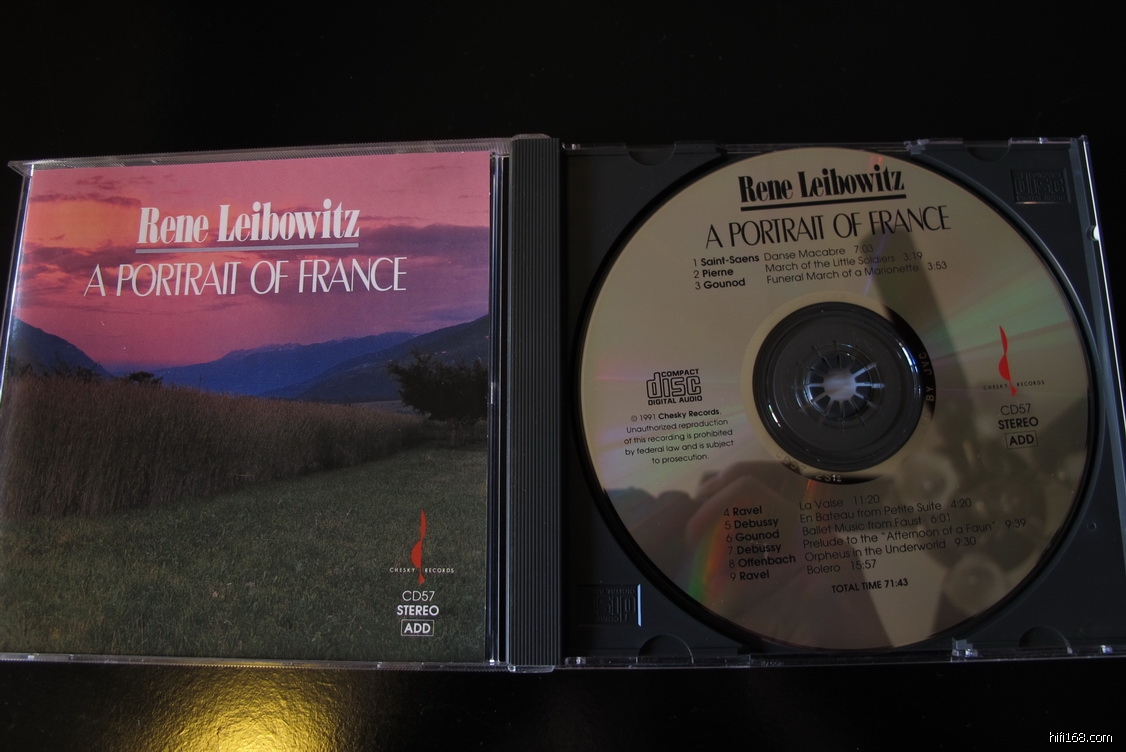 Rene Leibowitz
A PORTRAIT OF FRANCE
CHESKY RECORDS
CD57
STEREO
ADD
Rene Leibowitz
A PORTRAIT OF FRANCE
1 Saint-Saens Danse Macabre 7:03
2 Pierne March of the Little Soldiers 3:19
3 Gounod Funeral March of a Marionette 3:53
COMPACT
disc
DIGITAL AUDIO
© 1991 Chesky Records
Unauthorized reproduction
of this recording is prohibited
by federal law and is subject
to prosecution.
CHESKY RECORDS
CD57
STEREO
ADD
4 Ravel La Valse 11:20
5 Debussy En Bateau from Petite Suite 4:20
6 Gounod Ballet Music from Faust 6:01
7 Debussy Prelude to the "Afternoon of a Faun" 9:39
8 Offenbach Orpheus in the Underworld 9:30
9 Ravel Bolero 15:57
TOTAL TIME 71:43
hifi168.com